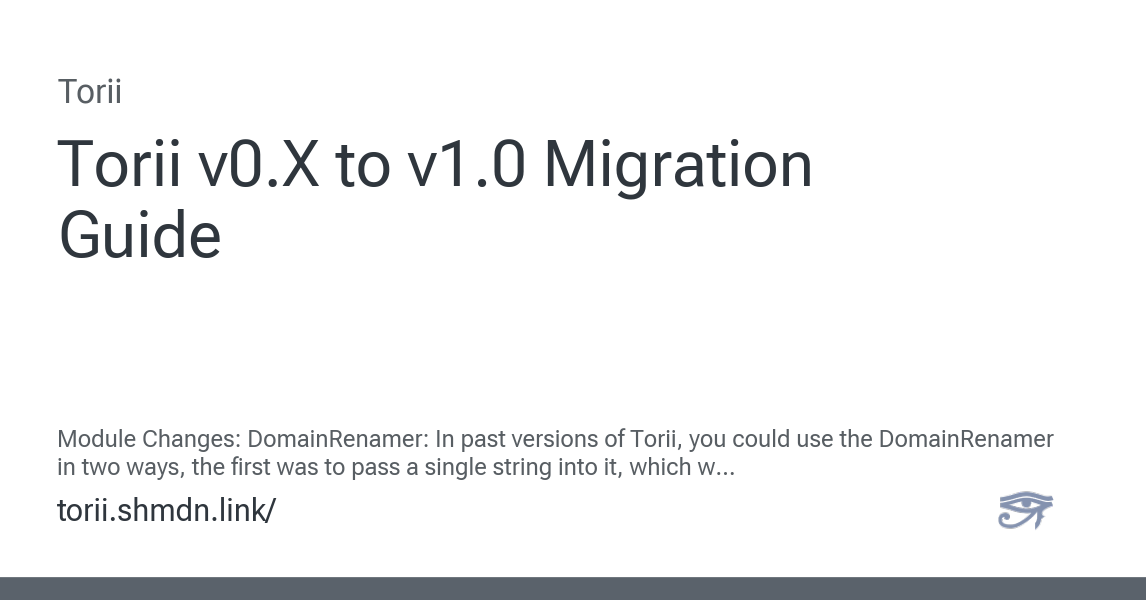 Torii
Torii v0.X to v1.0 Migration
Guide
Module Changes: DomainRenamer: In past versions of Torii, you could use the DomainRenamer
in two ways, the first was to pass a single string into it, which w...
torii.shmdn.link/